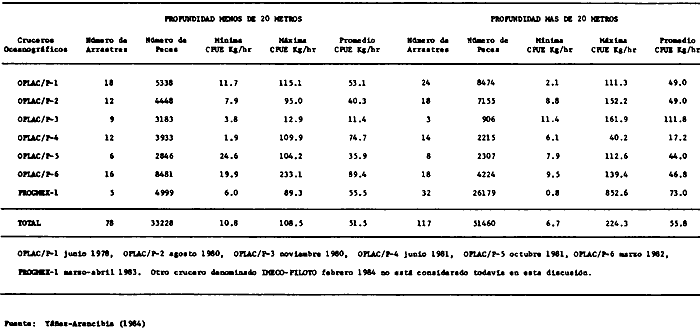 PROFUNDIDAD MENOS DE 20 METROS PROFUNDIDAD MAS DE 20 METROS
Cruceros Número de Número de Mínima Máxima Promedio Número de Número de Mínima Máxima Promedio
Oceanográficos Arrastres Peces CPUE Kg/hr CPUE Kg/hr CPUE Kg/hr Arrastres Peces CPUE Kg/hr CPUE Kg/hr CPUE Kg/hr
OPLAC/P-1 18 5338 11.7 115.1 53.1 24 8474 2.1 111.3 49.0
OPLAC/P-2 12 4448 7.9 95.0 40.3 18 7155 8.8 152.2 49.0
OPLAC/P-3 9 3183 3.8 12.9 11.4 3 906 11.4 161.9 111.8
OPLAC/P-4 12 3933 1.9 109.9 74.7 14 2215 6.1 40.2 17.2
OPLAC/P-5 6 2846 24.6 104.2 35.9 8 2307 7.9 112.6 44.0
OPLAC/P-6 16 8481 19.9 233.1 89.4 18 4224 9.5 139.4 46.8
PROGMEX-1 5 4999 6.0 89.3 55.5 32 26179 0.8 852.6 73.0
TOTAL 78 33228 10.8 108.5 51.5 117 51460 6.7 224.3 55.8
OPLAC/P-1 junio 1978, OPLAC/P-2 agosto 1980, OPLAC/P-3 noviembre 1980, OPLAC/P-4 junio 1981, OPLAC/P-5 octubre 1981, OPLAC/P-6 marzo 1982,
PROGMEX-1 marzo-abril 1983. Otro crucero denominado IMECO-PILOTO febrero 1984 no está considerado todavía en esta discusión.
Fuente: Yáñez-Arancibia (1984)